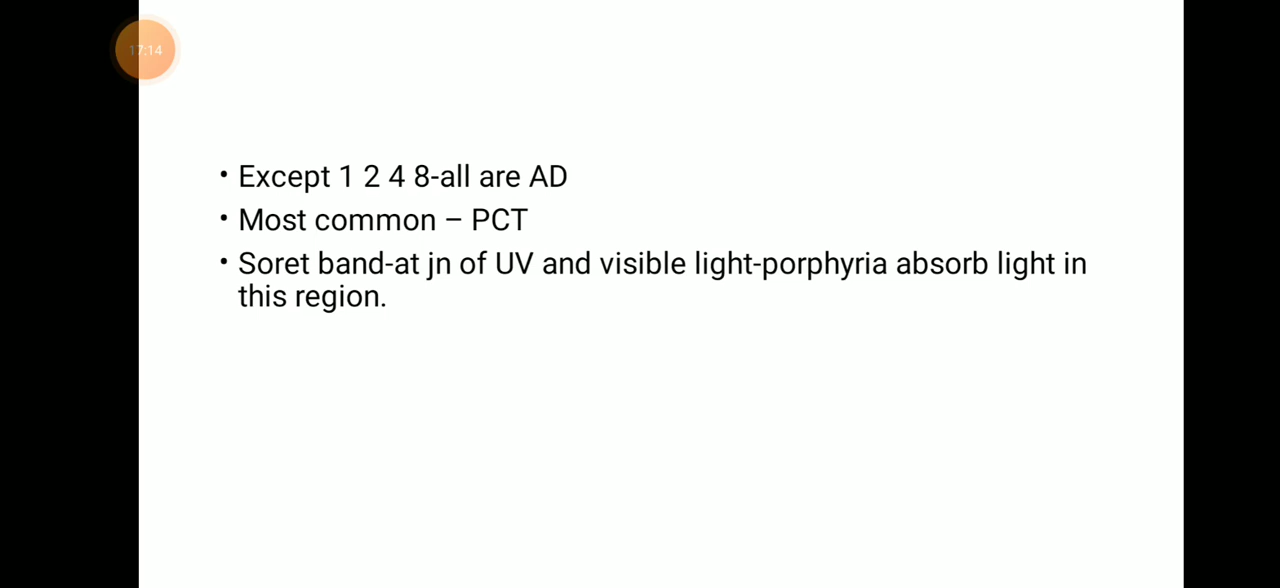 17:14
• Except 1 2 4 8-all are AD
• Most common – PCT
• Soret band-at jn of UV and visible light-porphyria absorb light in
this region.